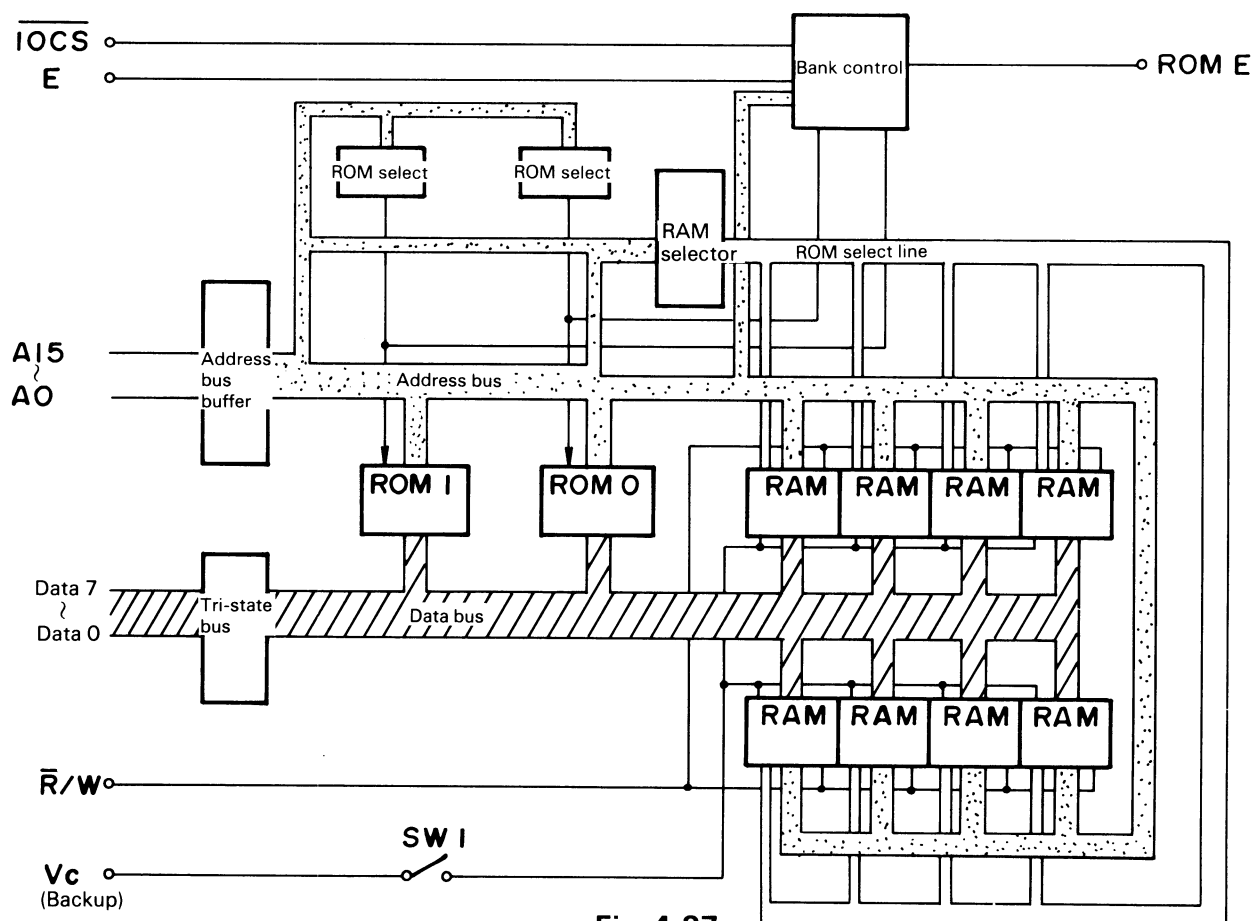 IOCS
E
Bank control
ROM E
ROM select
ROM select
RAM
selector
ROM select line
A15
~
A0
Address
bus
buffer
Address bus
ROM 1
ROM 0
RAM
RAM
RAM
RAM
Data 7
~
Data 0
Tri-state
bus
Data bus
RAM
RAM
RAM
RAM
R̅/W
SW 1
Vc
(Backup)